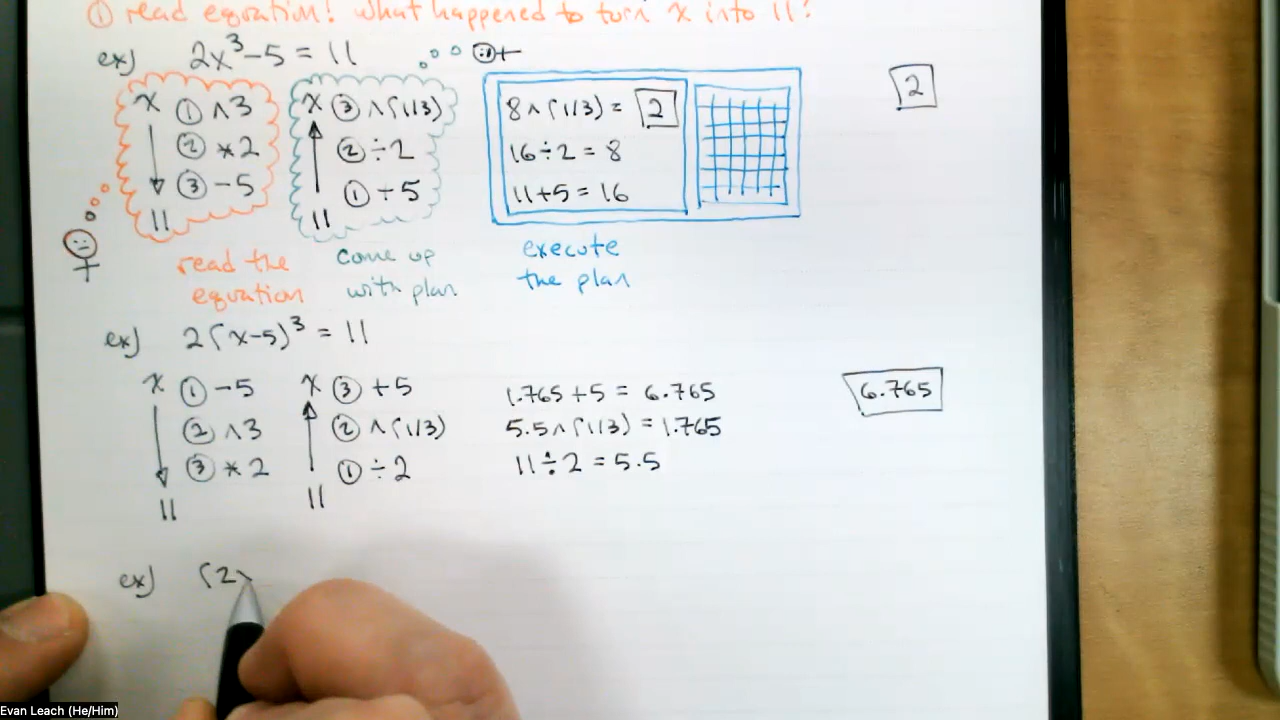 ① read equation! what happened to turn x into 11?
ex) 2x³-5 = 11
x ① ^3
② *2
③ -5
11
x ③ ^(1/3)
② ÷2
① +5
11
8^(1/3) = 2
16÷2 = 8
11+5 = 16
2
read the equation
come up with plan
execute the plan
ex) 2(x-5)³ = 11
x ① -5
② ^3
③ *2
11
x ③ +5
② ^(1/3)
① ÷2
11
1.765+5 = 6.765
5.5^(1/3) = 1.765
11÷2 = 5.5
6.765
ex) (2
Evan Leach (He/Him)